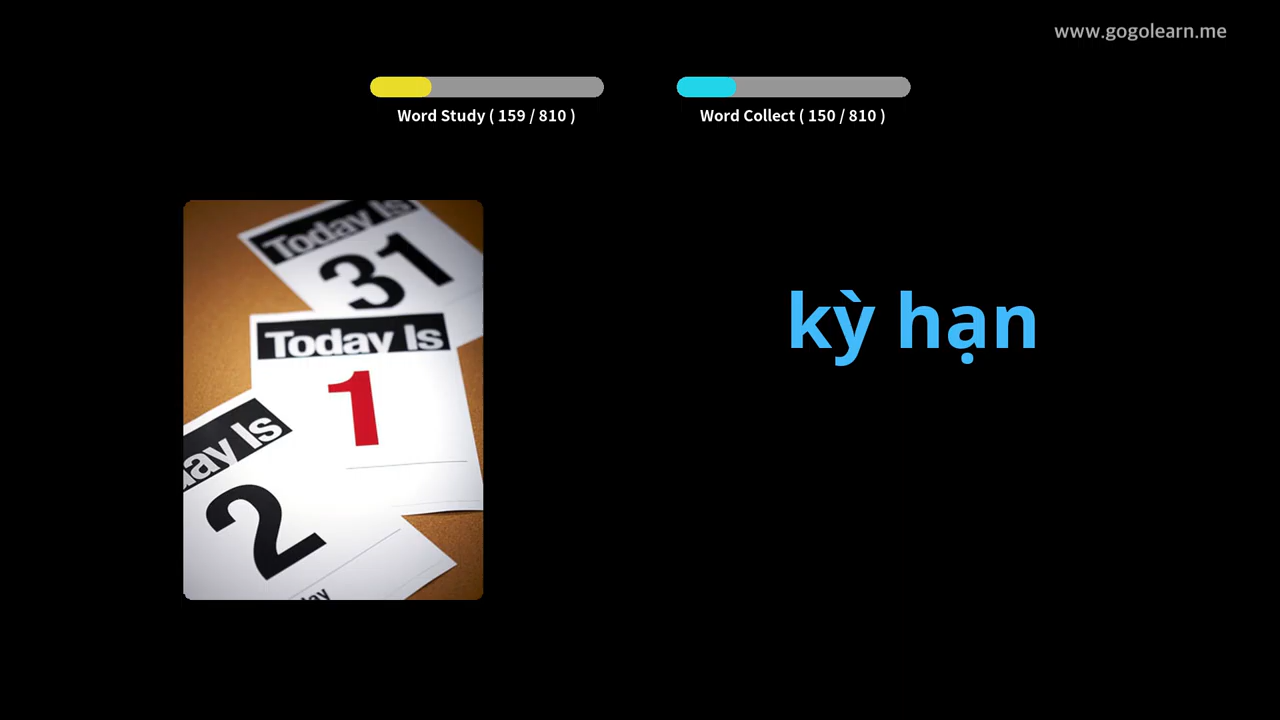 www.gogolearn.me
Word Study ( 159 / 810 )
Word Collect ( 150 / 810 )
Today Is
31
Today Is
1
ay Is
2
kỳ hạn